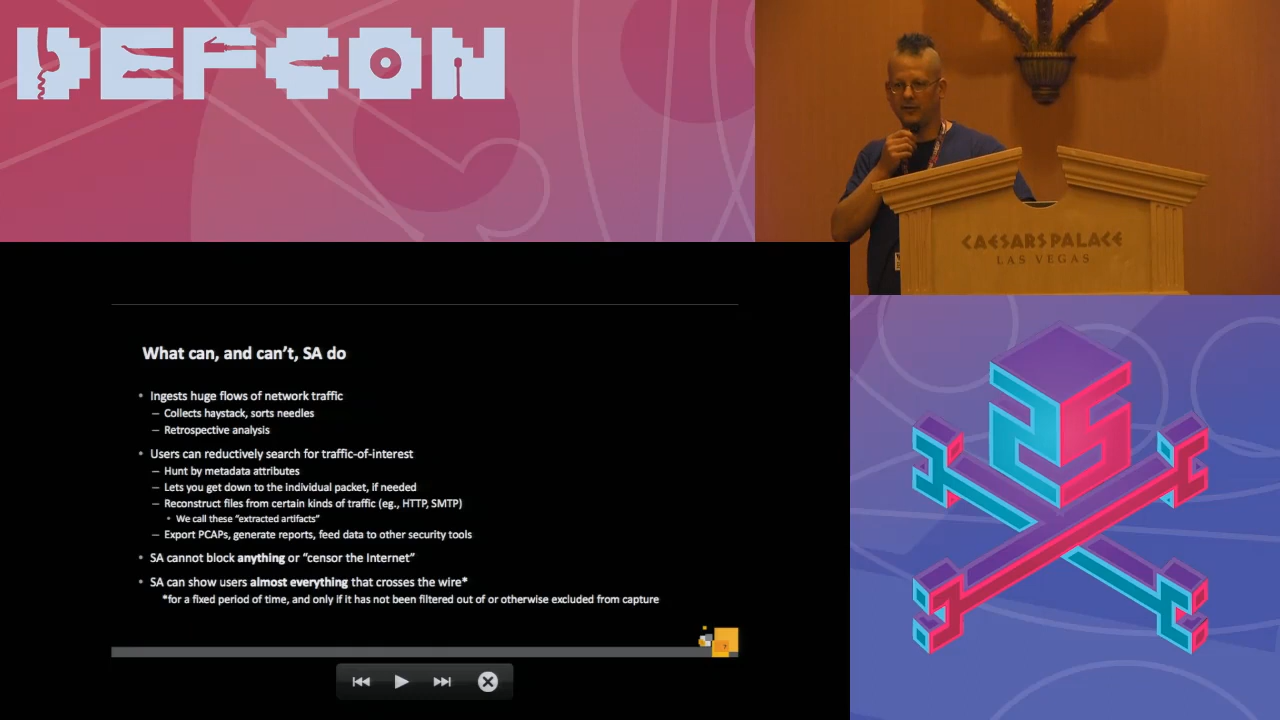 DEFCON
CAESARS PALACE
LAS VEGAS
What can, and can't, SA do
• Ingests huge flows of network traffic
– Collects haystack, sorts needles
– Retrospective analysis
• Users can reductively search for traffic-of-interest
– Hunt by metadata attributes
– Lets you get down to the individual packet, if needed
– Reconstruct files from certain kinds of traffic (eg., HTTP, SMTP)
• We call these "extracted artifacts"
– Export PCAPs, generate reports, feed data to other security tools
• SA cannot block anything or "censor the Internet"
• SA can show users almost everything that crosses the wire*
*for a fixed period of time, and only if it has not been filtered out of or otherwise excluded from capture
25